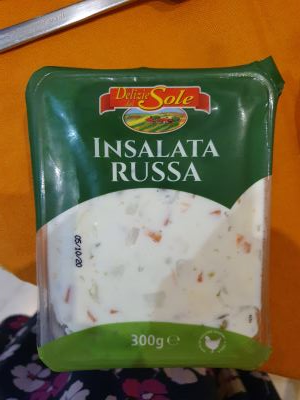 Delizie
del Sole
INSALATA
RUSSA
05/10/20
300g ℮